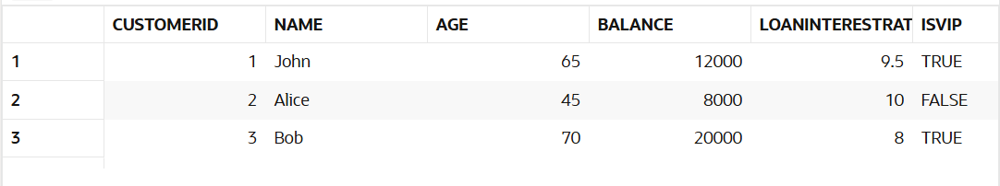 CUSTOMERID NAME AGE BALANCE LOANINTERESTRAT ISVIP
1 1 John 65 12000 9.5 TRUE
2 2 Alice 45 8000 10 FALSE
3 3 Bob 70 20000 8 TRUE